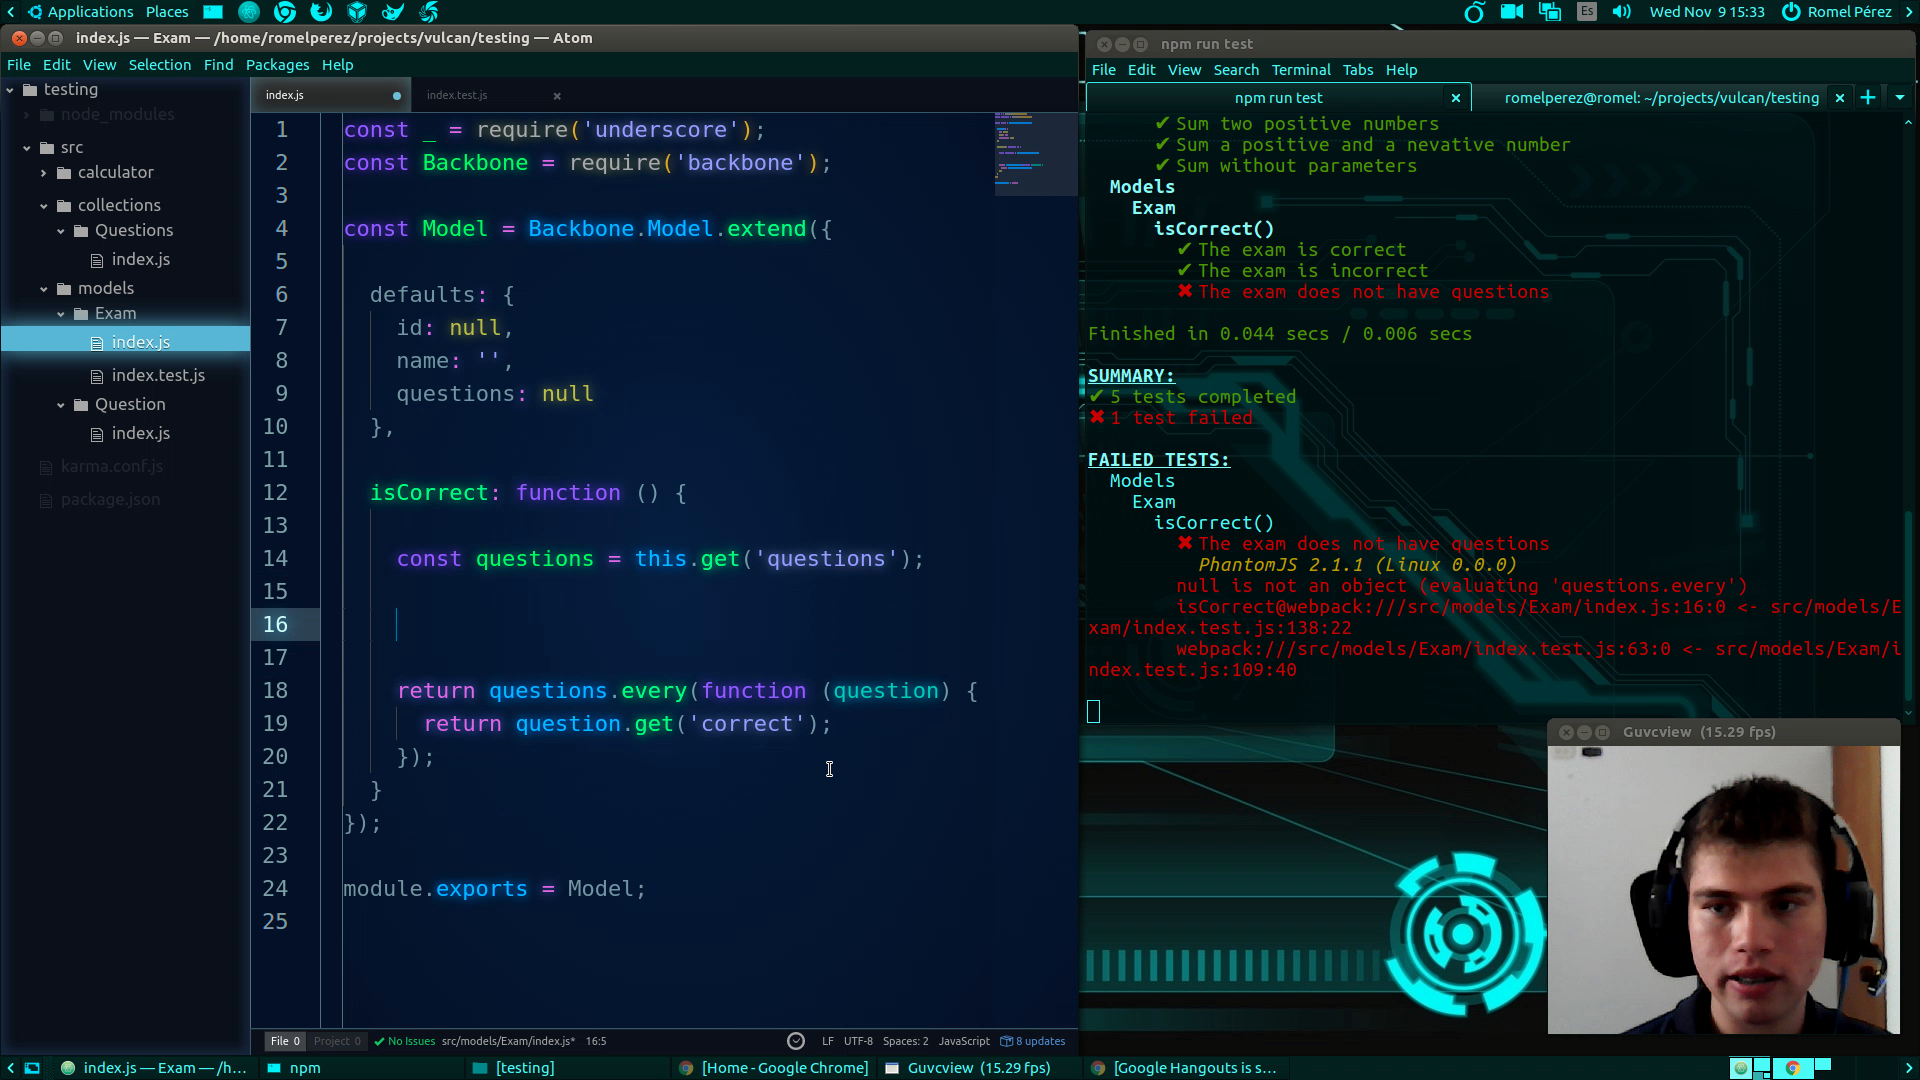 Applications Places Es Wed Nov 9 15:33 Romel Pérez
index.js — Exam — /home/romelperez/projects/vulcan/testing — Atom
File Edit View Selection Find Packages Help
testing
node_modules
src
calculator
collections
Questions
index.js
models
Exam
index.js
index.test.js
Question
index.js
karma.conf.js
package.json
index.js index.test.js
1 const _ = require('underscore');
2 const Backbone = require('backbone');
3
4 const Model = Backbone.Model.extend({
5
6 defaults: {
7 id: null,
8 name: '',
9 questions: null
10 },
11
12 isCorrect: function () {
13
14 const questions = this.get('questions');
15
16
17
18 return questions.every(function (question) {
19 return question.get('correct');
20 });
21 }
22 });
23
24 module.exports = Model;
25
File 0 Project 0 No Issues src/models/Exam/index.js* 16:5 LF UTF-8 Spaces: 2 JavaScript 8 updates
npm run test
File Edit View Search Terminal Tabs Help
npm run test romelperez@romel: ~/projects/vulcan/testing
✔ Sum two positive numbers
✔ Sum a positive and a nevative number
✔ Sum without parameters
Models
Exam
isCorrect()
✔ The exam is correct
✔ The exam is incorrect
✖ The exam does not have questions
Finished in 0.044 secs / 0.006 secs
SUMMARY:
✔ 5 tests completed
✖ 1 test failed
FAILED TESTS:
Models
Exam
isCorrect()
✖ The exam does not have questions
PhantomJS 2.1.1 (Linux 0.0.0)
null is not an object (evaluating 'questions.every')
isCorrect@webpack:///src/models/Exam/index.js:16:0 <- src/models/E
xam/index.test.js:138:22
webpack:///src/models/Exam/index.test.js:63:0 <- src/models/Exam/i
ndex.test.js:109:40
Guvcview (15.29 fps)
index.js — Exam — /h... npm [testing] [Home - Google Chrome] Guvcview (15.29 fps) [Google Hangouts is s...